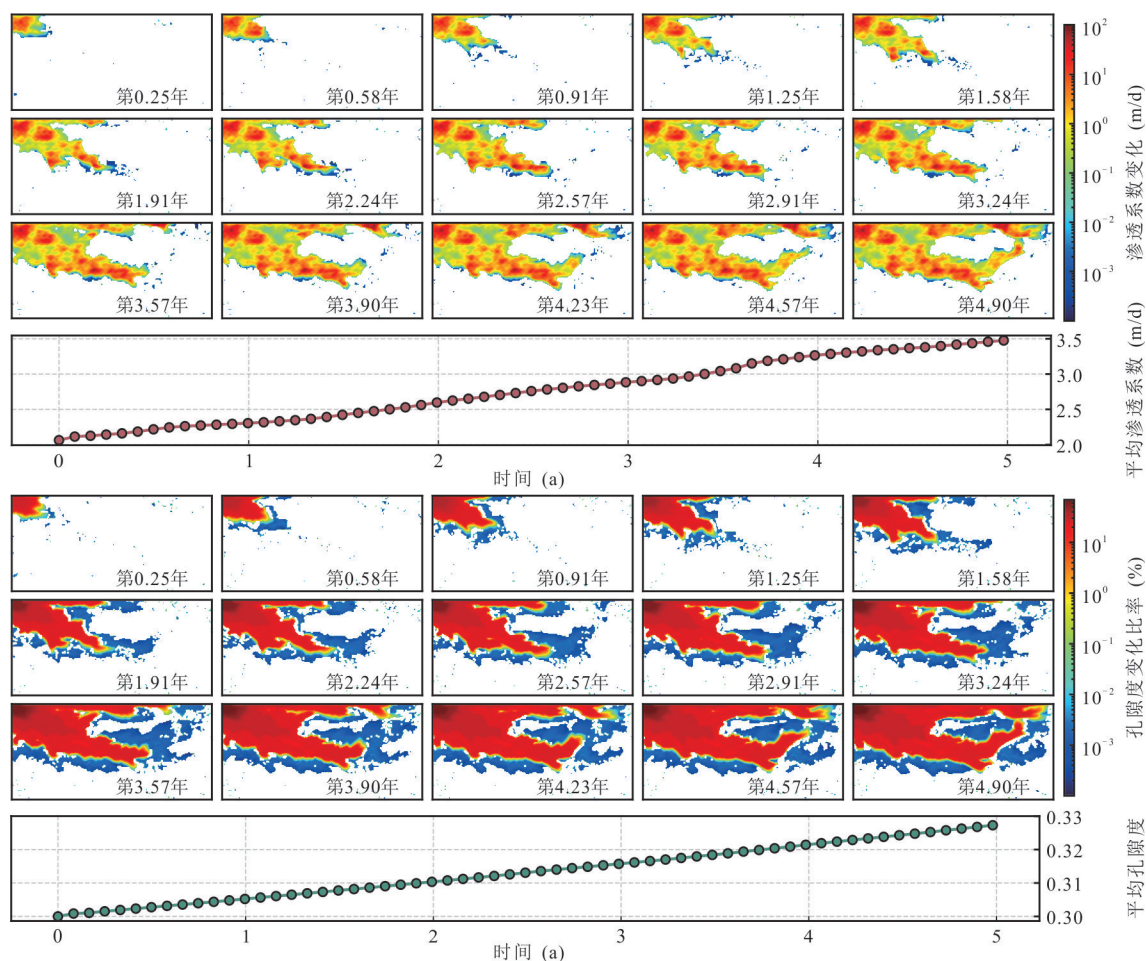 第0.25年 第0.58年 第0.91年 第1.25年 第1.58年
第1.91年 第2.24年 第2.57年 第2.91年 第3.24年
第3.57年 第3.90年 第4.23年 第4.57年 第4.90年
10²
10¹
10⁰
10⁻¹
10⁻²
10⁻³
渗透系数变化 (m/d)
3.5
3.0
2.5
2.0
平均渗透系数 (m/d)
0 1 2 3 4 5
时间 (a)
第0.25年 第0.58年 第0.91年 第1.25年 第1.58年
第1.91年 第2.24年 第2.57年 第2.91年 第3.24年
第3.57年 第3.90年 第4.23年 第4.57年 第4.90年
10¹
10⁰
10⁻¹
10⁻²
10⁻³
孔隙度变化比率 (%)
0.33
0.32
0.31
0.30
平均孔隙度
0 1 2 3 4 5
时间 (a)